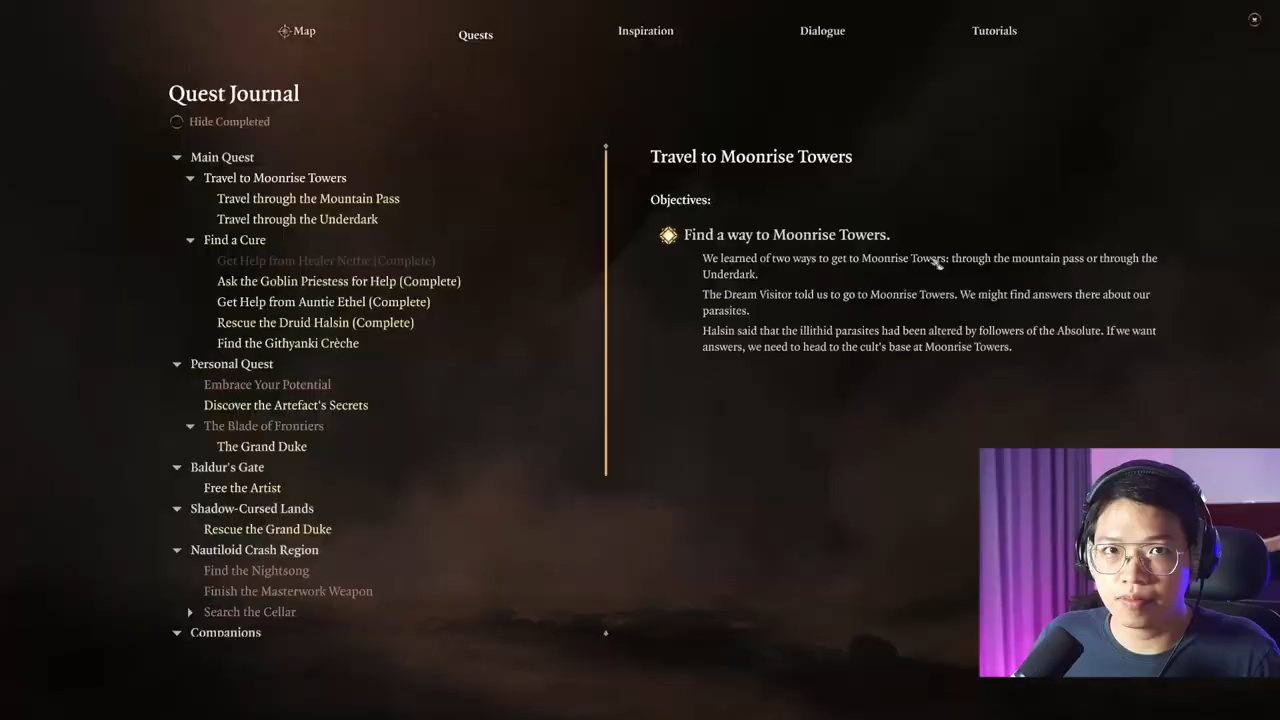 Map
Quests
Inspiration
Dialogue
Tutorials
Quest Journal
Hide Completed
Main Quest
Travel to Moonrise Towers
Travel through the Mountain Pass
Travel through the Underdark
Find a Cure
Get Help from Healer Nettie (Complete)
Ask the Goblin Priestess for Help (Complete)
Get Help from Auntie Ethel (Complete)
Rescue the Druid Halsin (Complete)
Find the Githyanki Crèche
Personal Quest
Embrace Your Potential
Discover the Artefact's Secrets
The Blade of Frontiers
The Grand Duke
Baldur's Gate
Free the Artist
Shadow-Cursed Lands
Rescue the Grand Duke
Nautiloid Crash Region
Find the Nightsong
Finish the Masterwork Weapon
Search the Cellar
Companions
Travel to Moonrise Towers
Objectives:
Find a way to Moonrise Towers.
We learned of two ways to get to Moonrise Towers: through the mountain pass or through the
Underdark.
The Dream Visitor told us to go to Moonrise Towers. We might find answers there about our
parasites.
Halsin said that the illithid parasites had been altered by followers of the Absolute. If we want
answers, we need to head to the cult's base at Moonrise Towers.